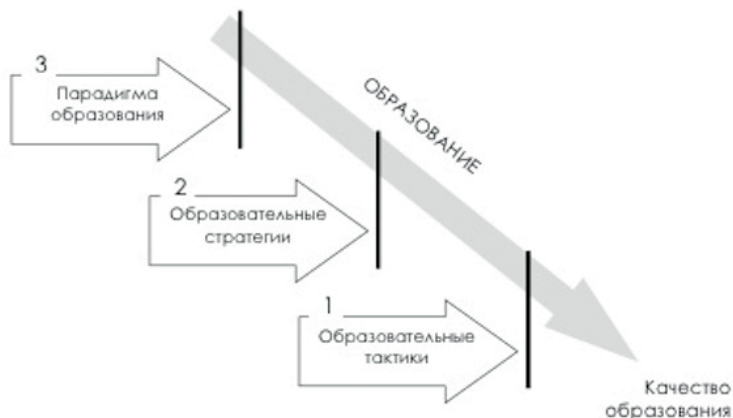 3
Парадигма
образования
ОБРАЗОВАНИЕ
2
Образовательные
стратегии
1
Образовательные
тактики
Качество
образования